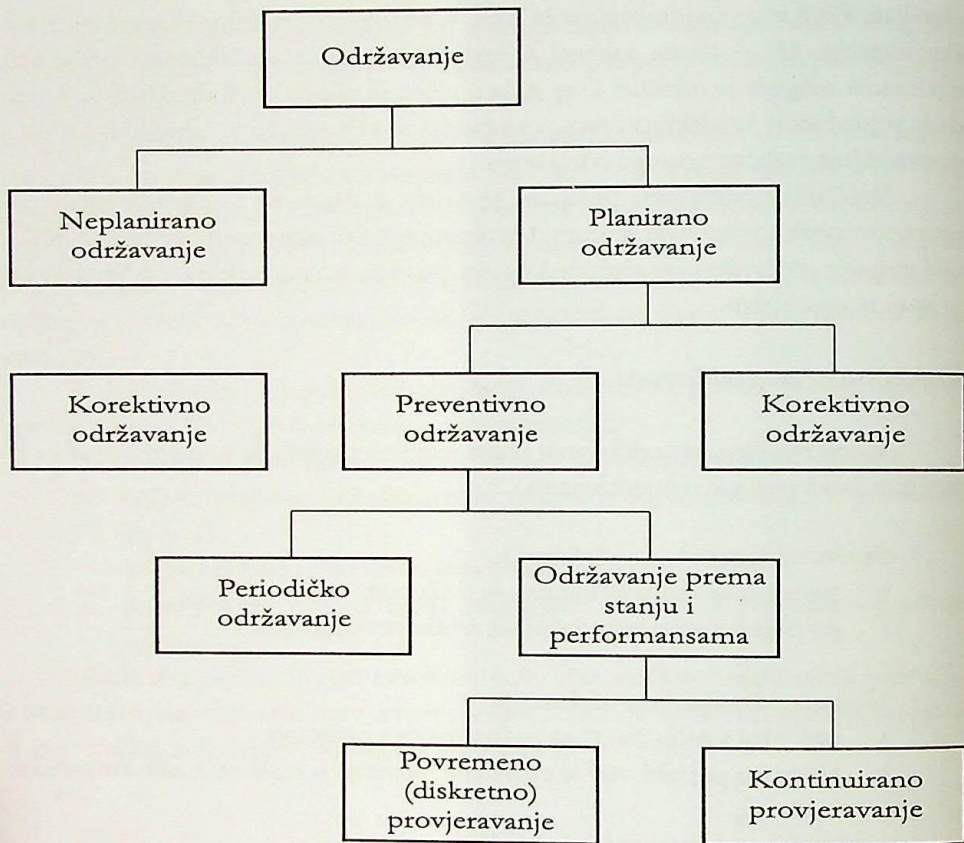 Održavanje
Neplanirano
održavanje
Planirano
održavanje
Korektivno
održavanje
Preventivno
održavanje
Korektivno
održavanje
Periodičko
održavanje
Održavanje prema
stanju i
performansama
Povremeno
(diskretno)
provjeravanje
Kontinuirano
provjeravanje